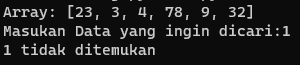 Array: [23, 3, 4, 78, 9, 32]
Masukan Data yang ingin dicari:1
1 tidak ditemukan